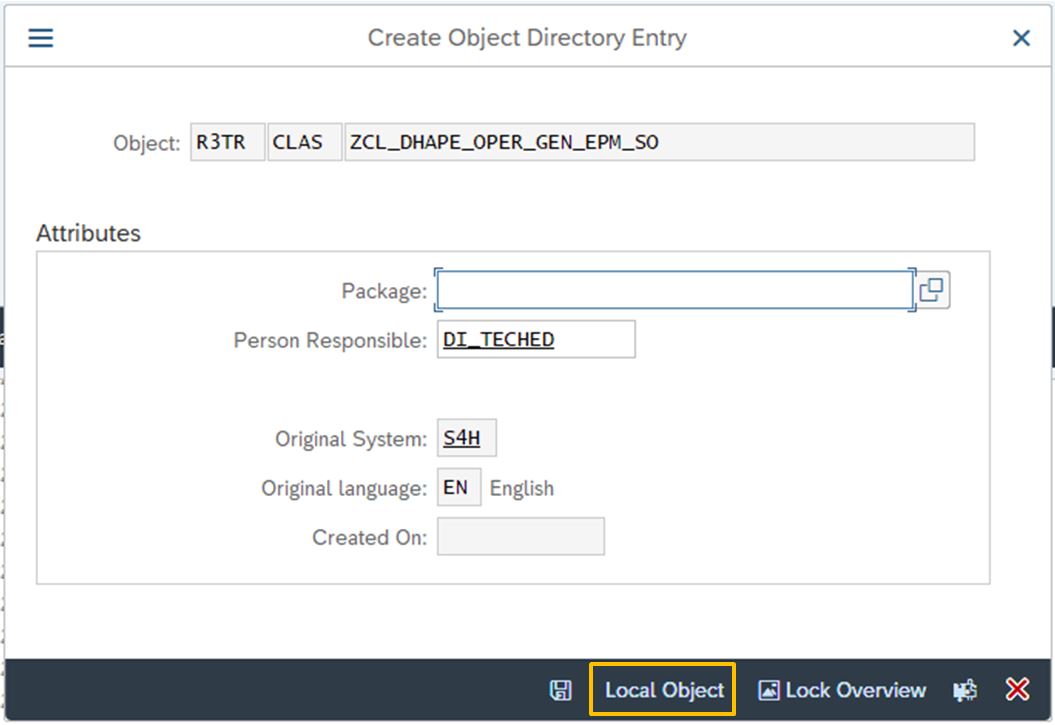 Create Object Directory Entry
Object: R3TR CLAS ZCL_DHAPE_OPER_GEN_EPM_SO
Attributes
Package:
Person Responsible: DI_TECHED
Original System: S4H
Original language: EN English
Created On:
Local Object Lock Overview